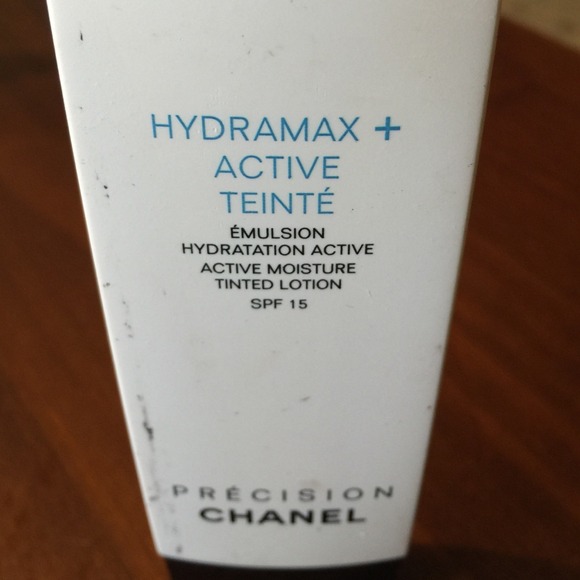 HYDRAMAX +
ACTIVE
TEINTÉ
ÉMULSION
HYDRATATION ACTIVE
ACTIVE MOISTURE
TINTED LOTION
SPF 15
PRÉCISION
CHANEL